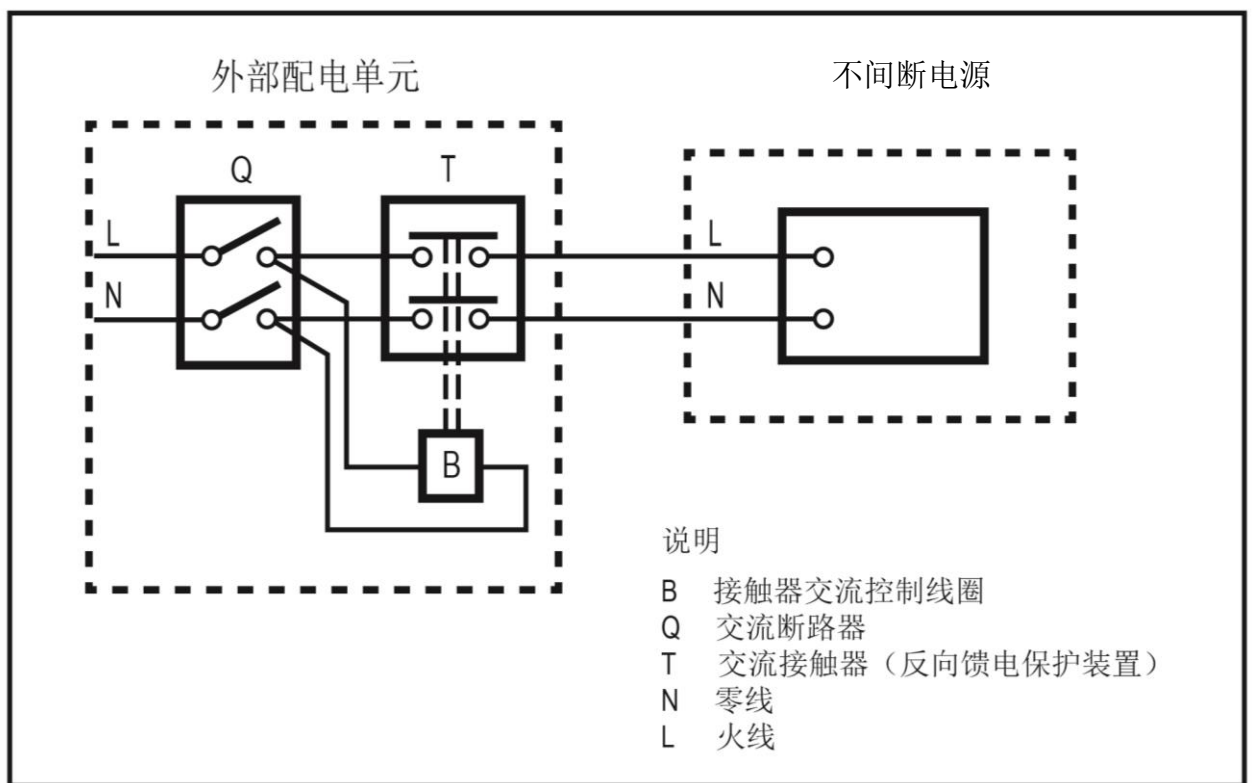 外部配电单元
不间断电源
Q
T
L
N
L
N
B
说明
B 接触器交流控制线圈
Q 交流断路器
T 交流接触器（反向馈电保护装置）
N 零线
L 火线